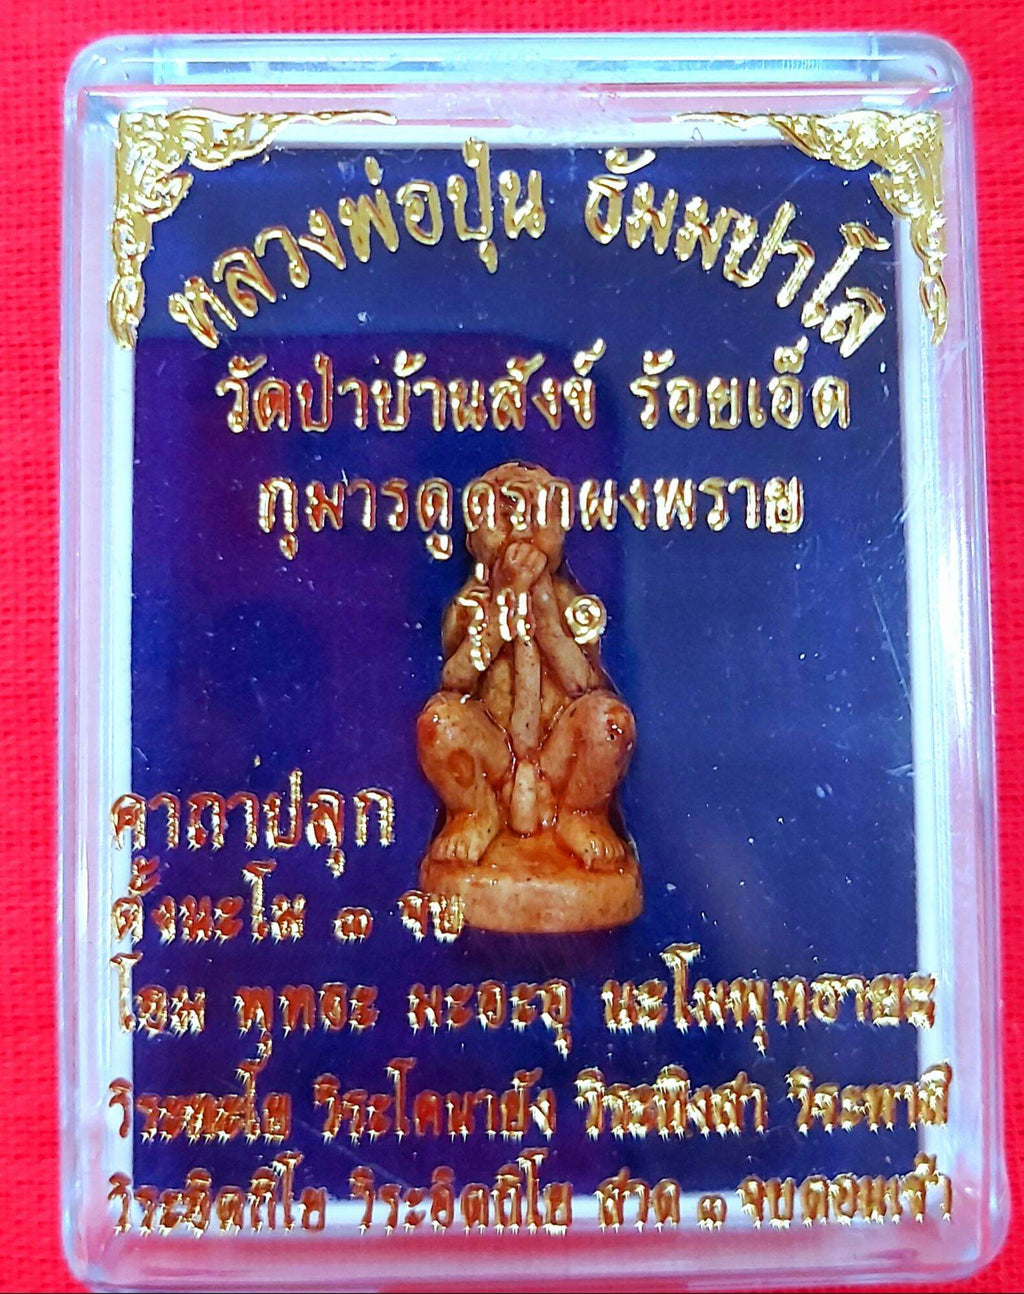 หลวงพ่อปุ่น ธัมมปาโล
วัดป่าบ้านสังข์ ร้อยเอ็ด
กุมารดูดรกผงพราย
รุ่น ๑
คาถาปลุก
ตั้งนะโม ๓ จบ
โอม พุทธะ มะอะอุ นะโมพุทธายะ
วิระทะโย วิระโคนายัง วิระหิงสา วิระทาสี
วิระอิตถิโย วิระอิตถิโย สวด ๓ จบตอนเช้า